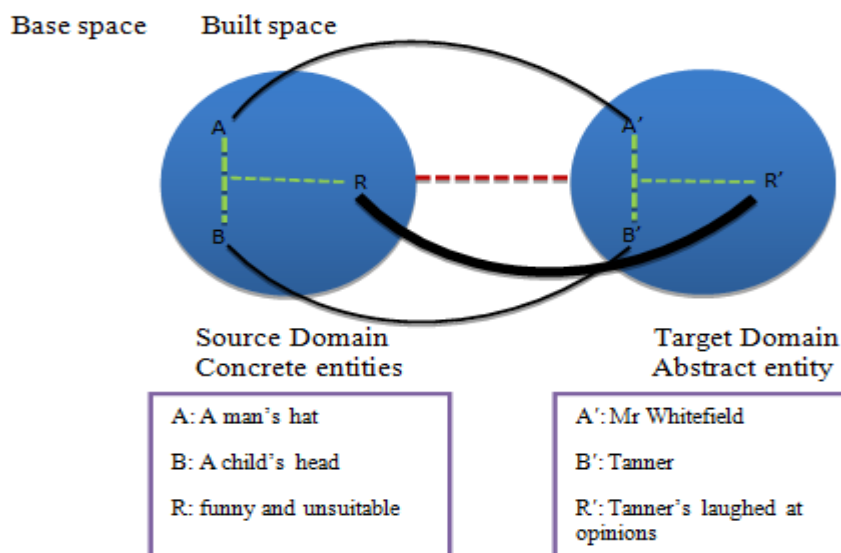 Base space Built space
A A′
R R′
B B′
Source Domain Target Domain
Concrete entities Abstract entity
A: A man's hat
B: A child's head
R: funny and unsuitable
A′: Mr Whitefield
B′: Tanner
R′: Tanner's laughed at
opinions